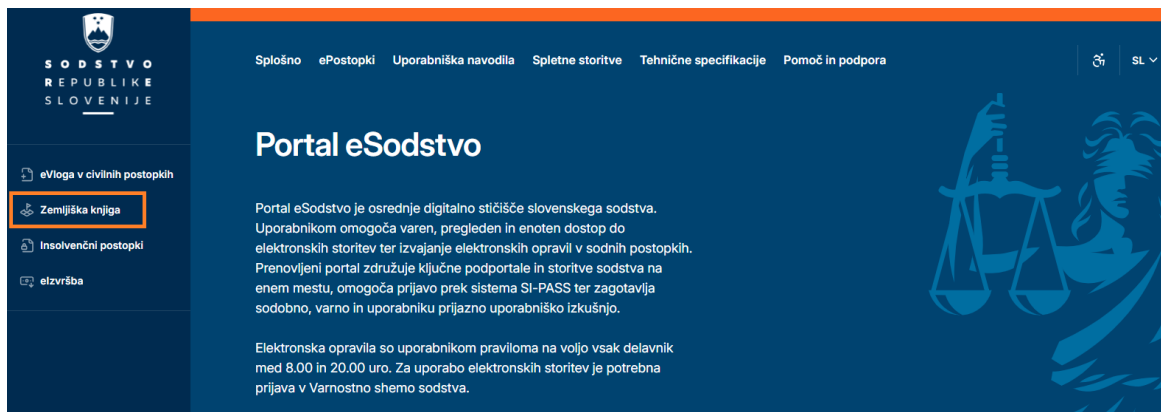 SODSTVO
REPUBLIKE
SLOVENIJE
eVloga v civilnih postopkih
Zemljiška knjiga
Insolvenčni postopki
eIzvršba
Splošno ePostopki Uporabniška navodila Spletne storitve Tehnične specifikacije Pomoč in podpora
SL
Portal eSodstvo
Portal eSodstvo je osrednje digitalno stičišče slovenskega sodstva.
Uporabnikom omogoča varen, pregleden in enoten dostop do
elektronskih storitev ter izvajanje elektronskih opravil v sodnih postopkih.
Prenovljeni portal združuje ključne podportale in storitve sodstva na
enem mestu, omogoča prijavo prek sistema SI-PASS ter zagotavlja
sodobno, varno in uporabniku prijazno uporabniško izkušnjo.
Elektronska opravila so uporabnikom praviloma na voljo vsak delavnik
med 8.00 in 20.00 uro. Za uporabo elektronskih storitev je potrebna
prijava v Varnostno shemo sodstva.